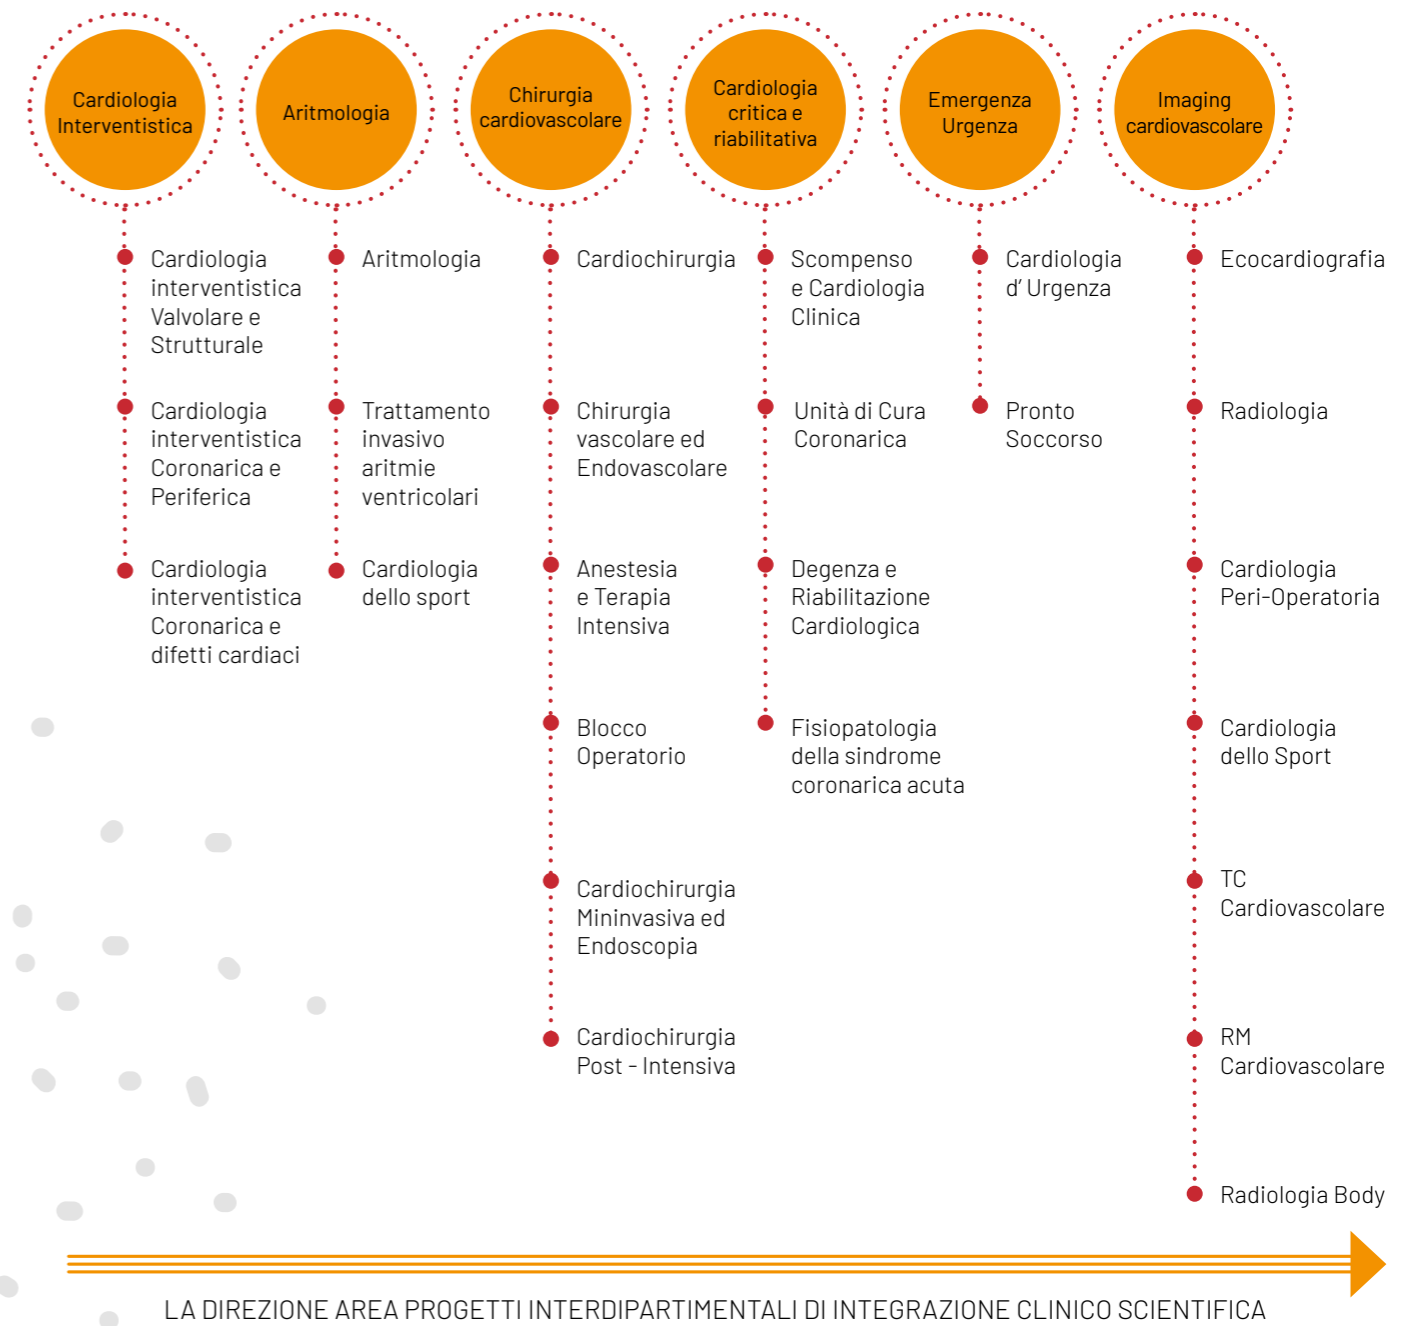 Cardiologia
Interventistica
Aritmologia
Chirurgia
cardiovascolare
Cardiologia
critica e
riabilitativa
Emergenza
Urgenza
Imaging
cardiovascolare
Cardiologia
interventistica
Valvolare e
Strutturale
Cardiologia
interventistica
Coronarica e
Periferica
Cardiologia
interventistica
Coronarica e
difetti cardiaci
Aritmologia
Trattamento
invasivo
aritmie
ventricolari
Cardiologia
dello sport
Cardiochirurgia
Chirurgia
vascolare ed
Endovascolare
Anestesia
e Terapia
Intensiva
Blocco
Operatorio
Cardiochirurgia
Mininvasiva ed
Endoscopia
Cardiochirurgia
Post - Intensiva
Scompenso
e Cardiologia
Clinica
Unità di Cura
Coronarica
Degenza e
Riabilitazione
Cardiologica
Fisiopatologia
della sindrome
coronarica acuta
Cardiologia
d’ Urgenza
Pronto
Soccorso
Ecocardiografia
Radiologia
Cardiologia
Peri-Operatoria
Cardiologia
dello Sport
TC
Cardiovascolare
RM
Cardiovascolare
Radiologia Body
LA DIREZIONE AREA PROGETTI INTERDIPARTIMENTALI DI INTEGRAZIONE CLINICO SCIENTIFICA